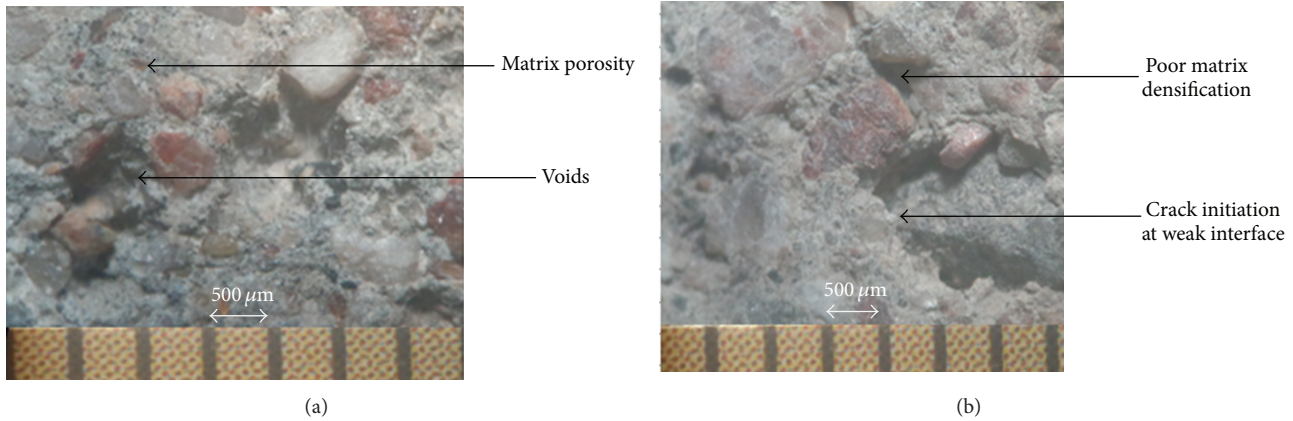 Matrix porosity
Voids
500 μm
(a)
Poor matrix
densification
Crack initiation
at weak interface
500 μm
(b)